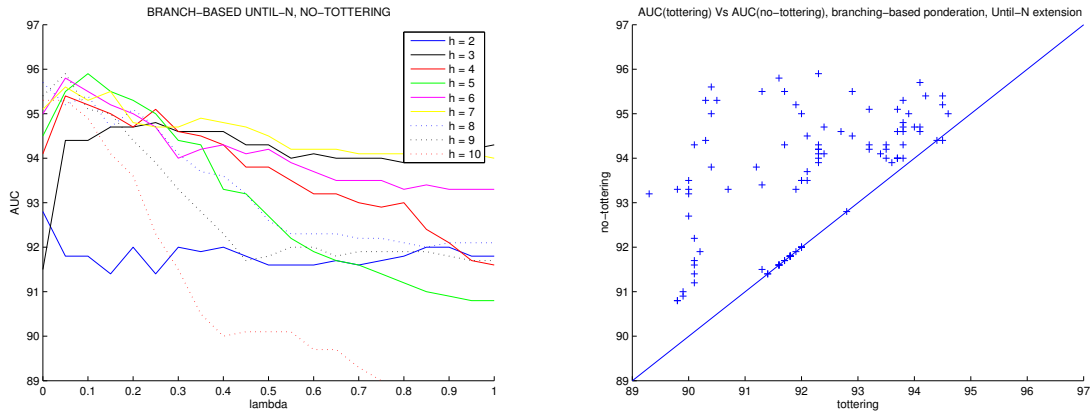 BRANCH-BASED UNTIL-N, NO-TOTTERING
97
96
95
94
93
92
91
90
89
AUC
0
0.1
0.2
0.3
0.4
0.5
0.6
0.7
0.8
0.9
1
lambda
h = 2
h = 3
h = 4
h = 5
h = 6
h = 7
h = 8
h = 9
h = 10
AUC(tottering) Vs AUC(no-tottering), branching-based ponderation, Until-N extension
97
96
95
94
93
92
91
90
89
no-tottering
89
90
91
92
93
94
95
96
97
tottering